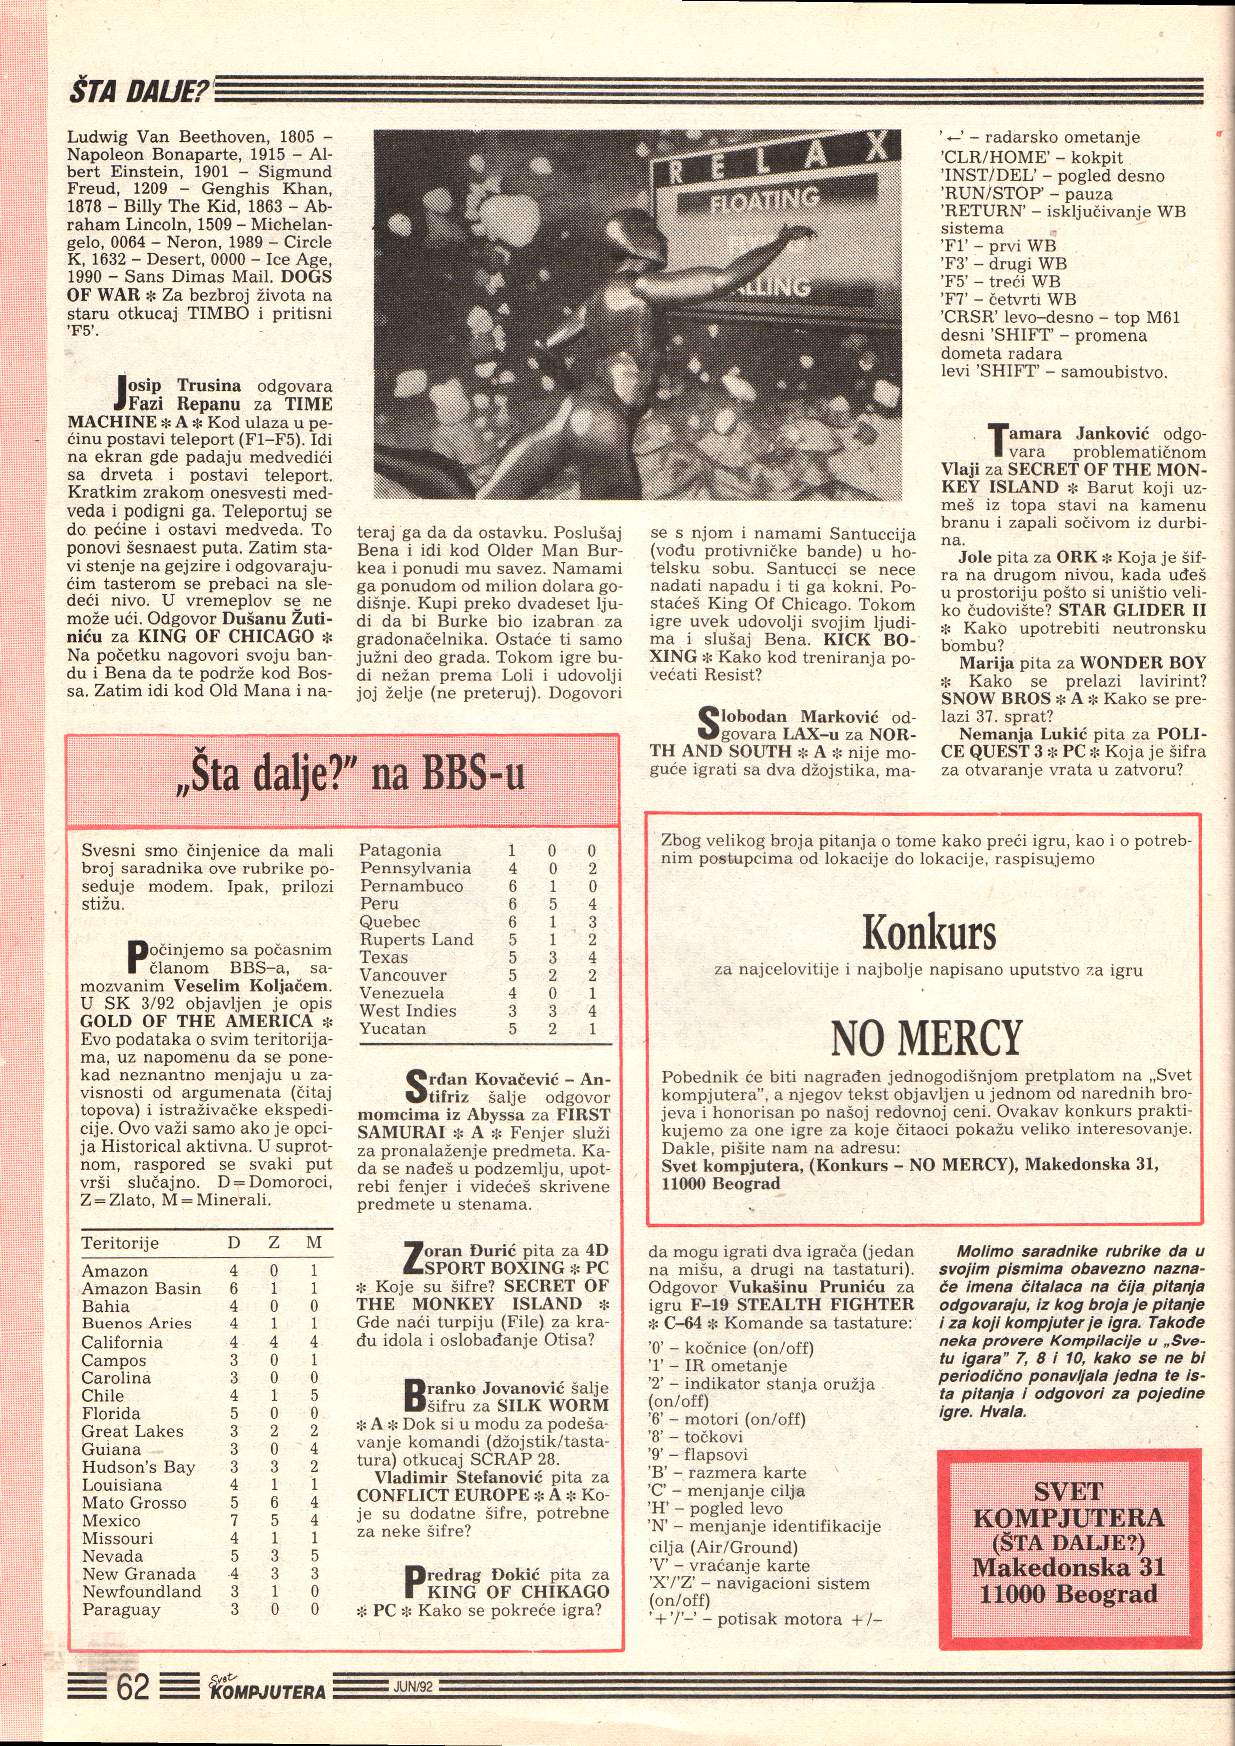 ŠTA DALJE?
Ludwig Van Beethoven, 1805 –
Napoleon Bonaparte, 1915 – Al-
bert Einstein, 1901 – Sigmund
Freud, 1209 – Genghis Khan,
1878 – Billy The Kid, 1863 – Ab-
raham Lincoln, 1509 – Michelan-
gelo, 0064 – Neron, 1989 – Circle
K, 1632 – Desert, 0000 – Ice Age,
1990 – Sans Dimas Mail. DOGS
OF WAR ✻ Za bezbroj života na
staru otkucaj TIMBO i pritisni
'F5'.
Josip Trusina odgovara
Fazi Repanu za TIME
MACHINE ✻ A ✻ Kod ulaza u pe-
ćinu postavi teleport (F1–F5). Idi
na ekran gde padaju medvedići
sa drveta i postavi teleport.
Kratkim zrakom onesvesti med-
veda i podigni ga. Teleportuj se
do pećine i ostavi medveda. To
ponovi šesnaest puta. Zatim sta-
vi stenje na gejzire i odgovaraju-
ćim tasterom se prebaci na sle-
deći nivo. U vremeplov se ne
može ući. Odgovor Dušanu Žuti-
niću za KING OF CHICAGO ✻
Na početku nagovori svoju ban-
du i Bena da te podrže kod Bos-
sa. Zatim idi kod Old Mana i na-
RELAX
FLOATING
LLING
teraj ga da da ostavku. Poslušaj
Bena i idi kod Older Man Bur-
kea i ponudi mu savez. Namami
ga ponudom od milion dolara go-
dišnje. Kupi preko dvadeset lju-
di da bi Burke bio izabran za
gradonačelnika. Ostaće ti samo
južni deo grada. Tokom igre bu-
di nežan prema Loli i udovolji
joj želje (ne preteruj). Dogovori
se s njom i namami Santuccija
(vođu protivničke bande) u ho-
telsku sobu. Santucci se nece
nadati napadu i ti ga kokni. Po-
staćeš King Of Chicago. Tokom
igre uvek udovolji svojim ljudi-
ma i slušaj Bena. KICK BO-
XING ✻ Kako kod treniranja po-
većati Resist?
Slobodan Marković od-
govara LAX–u za NOR-
TH AND SOUTH ✻ A ✻ nije mo-
guće igrati sa dva džojstika, ma-
'←' – radarsko ometanje
'CLR/HOME' – kokpit
'INST/DEL' – pogled desno
'RUN/STOP' – pauza
'RETURN' – isključivanje WB
sistema
'F1' – prvi WB
'F3' – drugi WB
'F5' – treći WB
'F7' – četvrti WB
'CRSR' levo–desno – top M61
desni 'SHIFT' – promena
dometa radara
levi 'SHIFT' – samoubistvo.
Tamara Janković odgo-
vara problematičnom
Vlaji za SECRET OF THE MON-
KEY ISLAND ✻ Barut koji uz-
meš iz topa stavi na kamenu
branu i zapali sočivom iz durbi-
na.
Jole pita za ORK ✻ Koja je šif-
ra na drugom nivou, kada uđeš
u prostoriju pošto si uništio veli-
ko čudovište? STAR GLIDER II
✻ Kako upotrebiti neutronsku
bombu?
Marija pita za WONDER BOY
✻ Kako se prelazi lavirint?
SNOW BROS ✻ A ✻ Kako se pre-
lazi 37. sprat?
Nemanja Lukić pita za POLI-
CE QUEST 3 ✻ PC ✻ Koja je šifra
za otvaranje vrata u zatvoru?
„Šta dalje?” na BBS-u
Svesni smo činjenice da mali
broj saradnika ove rubrike po-
seduje modem. Ipak, prilozi
stižu.
Počinjemo sa počasnim
članom BBS–a, sa-
mozvanim Veselim Koljačem.
U SK 3/92 objavljen je opis
GOLD OF THE AMERICA ✻
Evo podataka o svim teritorija-
ma, uz napomenu da se pone-
kad neznantno menjaju u za-
visnosti od argumenata (čitaj
topova) i istraživačke ekspedi-
cije. Ovo važi samo ako je opci-
ja Historical aktivna. U suprot-
nom, raspored se svaki put
vrši slučajno. D=Domoroci,
Z=Zlato, M=Minerali.
Teritorije D Z M
Amazon 4 0 1
Amazon Basin 6 1 1
Bahia 4 0 0
Buenos Aries 4 1 1
California 4 4 4
Campos 3 0 1
Carolina 3 0 0
Chile 4 1 5
Florida 5 0 0
Great Lakes 3 2 2
Guiana 3 0 4
Hudson's Bay 3 3 2
Louisiana 4 1 1
Mato Grosso 5 6 4
Mexico 7 5 4
Missouri 4 1 1
Nevada 5 3 5
New Granada 4 3 3
Newfoundland 3 1 0
Paraguay 3 0 0
Patagonia 1 0 0
Pennsylvania 4 0 2
Pernambuco 6 1 0
Peru 6 5 4
Quebec 6 1 3
Ruperts Land 5 1 2
Texas 5 3 4
Vancouver 5 2 2
Venezuela 4 0 1
West Indies 3 3 4
Yucatan 5 2 1
Srđan Kovačević – An-
tifriz šalje odgovor
momcima iz Abyssa za FIRST
SAMURAI ✻ A ✻ Fenjer služi
za pronalaženje predmeta. Ka-
da se nađeš u podzemlju, upot-
rebi fenjer i videćeš skrivene
predmete u stenama.
Zoran Đurić pita za 4D
SPORT BOXING ✻ PC
✻ Koje su šifre? SECRET OF
THE MONKEY ISLAND ✻
Gde naći turpiju (File) za kra-
đu idola i oslobađanje Otisa?
Branko Jovanović šalje
šifru za SILK WORM
✻ A ✻ Dok si u modu za podeša-
vanje komandi (džojstik/tasta-
tura) otkucaj SCRAP 28.
Vladimir Stefanović pita za
CONFLICT EUROPE ✻ A ✻ Ko-
je su dodatne šifre, potrebne
za neke šifre?
Predrag Đokić pita za
KING OF CHIKAGO
✻ PC ✻ Kako se pokreće igra?
Zbog velikog broja pitanja o tome kako preći igru, kao i o potreb-
nim postupcima od lokacije do lokacije, raspisujemo
Konkurs
za najcelovitije i najbolje napisano uputstvo za igru
NO MERCY
Pobednik će biti nagrađen jednogodišnjom pretplatom na „Svet
kompjutera”, a njegov tekst objavljen u jednom od narednih bro-
jeva i honorisan po našoj redovnoj ceni. Ovakav konkurs prakti-
kujemo za one igre za koje čitaoci pokažu veliko interesovanje.
Dakle, pišite nam na adresu:
Svet kompjutera, (Konkurs – NO MERCY), Makedonska 31,
11000 Beograd
da mogu igrati dva igrača (jedan
na mišu, a drugi na tastaturi).
Odgovor Vukašinu Pruniću za
igru F–19 STEALTH FIGHTER
✻ C–64 ✻ Komande sa tastature:
'0' – kočnice (on/off)
'1' – IR ometanje
'2' – indikator stanja oružja
(on/off)
'6' – motori (on/off)
'8' – točkovi
'9' – flapsovi
'B' – razmera karte
'C' – menjanje cilja
'H' – pogled levo
'N' – menjanje identifikacije
cilja (Air/Ground)
'V' – vraćanje karte
'X'/'Z' – navigacioni sistem
(on/off)
'+'/'–' – potisak motora +/–
Molimo saradnike rubrike da u
svojim pismima obavezno nazna-
če imena čitalaca na čija pitanja
odgovaraju, iz kog broja je pitanje
i za koji kompjuter je igra. Takođe
neka provere Kompilacije u „Sve-
tu igara” 7, 8 i 10, kako se ne bi
periodično ponavljala jedna te is-
ta pitanja i odgovori za pojedine
igre. Hvala.
SVET
KOMPJUTERA
(ŠTA DALJE?)
Makedonska 31
11000 Beograd
62 Svet KOMPJUTERA JUN/92